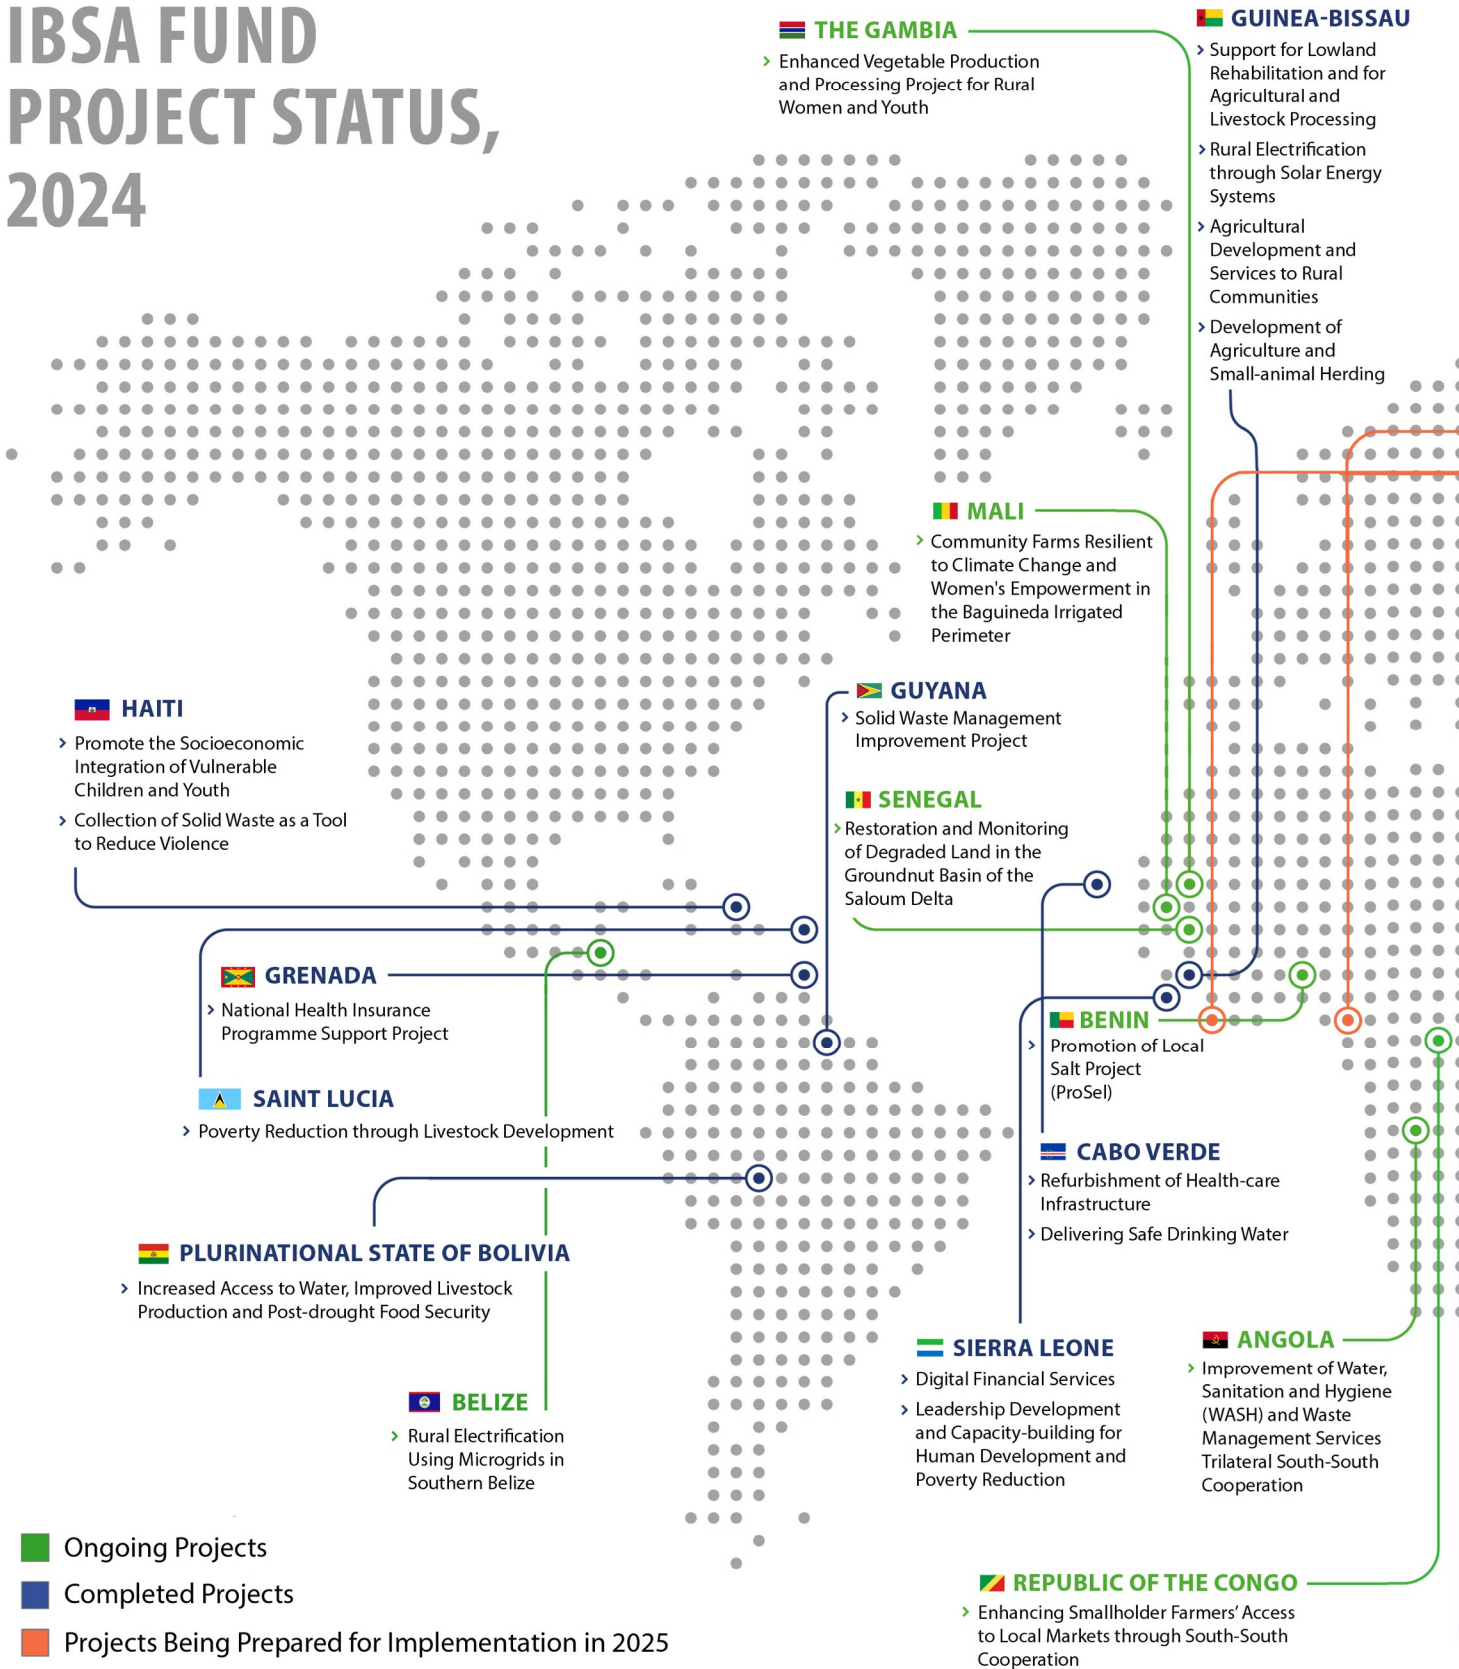 IBSA FUND
PROJECT STATUS,
2024
THE GAMBIA
Enhanced Vegetable Production
and Processing Project for Rural
Women and Youth
GUINEA-BISSAU
Support for Lowland
Rehabilitation and for
Agricultural and
Livestock Processing
Rural Electrification
through Solar Energy
Systems
Agricultural
Development and
Services to Rural
Communities
Development of
Agriculture and
Small-animal Herding
MALI
Community Farms Resilient
to Climate Change and
Women's Empowerment in
the Baguineda Irrigated
Perimeter
HAITI
Promote the Socioeconomic
Integration of Vulnerable
Children and Youth
Collection of Solid Waste as a Tool
to Reduce Violence
GUYANA
Solid Waste Management
Improvement Project
SENEGAL
Restoration and Monitoring
of Degraded Land in the
Groundnut Basin of the
Saloum Delta
GRENADA
National Health Insurance
Programme Support Project
BENIN
Promotion of Local
Salt Project
(ProSel)
SAINT LUCIA
Poverty Reduction through Livestock Development
CABO VERDE
Refurbishment of Health-care
Infrastructure
Delivering Safe Drinking Water
PLURINATIONAL STATE OF BOLIVIA
Increased Access to Water, Improved Livestock
Production and Post-drought Food Security
SIERRA LEONE
Digital Financial Services
Leadership Development
and Capacity-building for
Human Development and
Poverty Reduction
ANGOLA
Improvement of Water,
Sanitation and Hygiene
(WASH) and Waste
Management Services
Trilateral South-South
Cooperation
BELIZE
Rural Electrification
Using Microgrids in
Southern Belize
Ongoing Projects
Completed Projects
Projects Being Prepared for Implementation in 2025
REPUBLIC OF THE CONGO
Enhancing Smallholder Farmers’ Access
to Local Markets through South-South
Cooperation